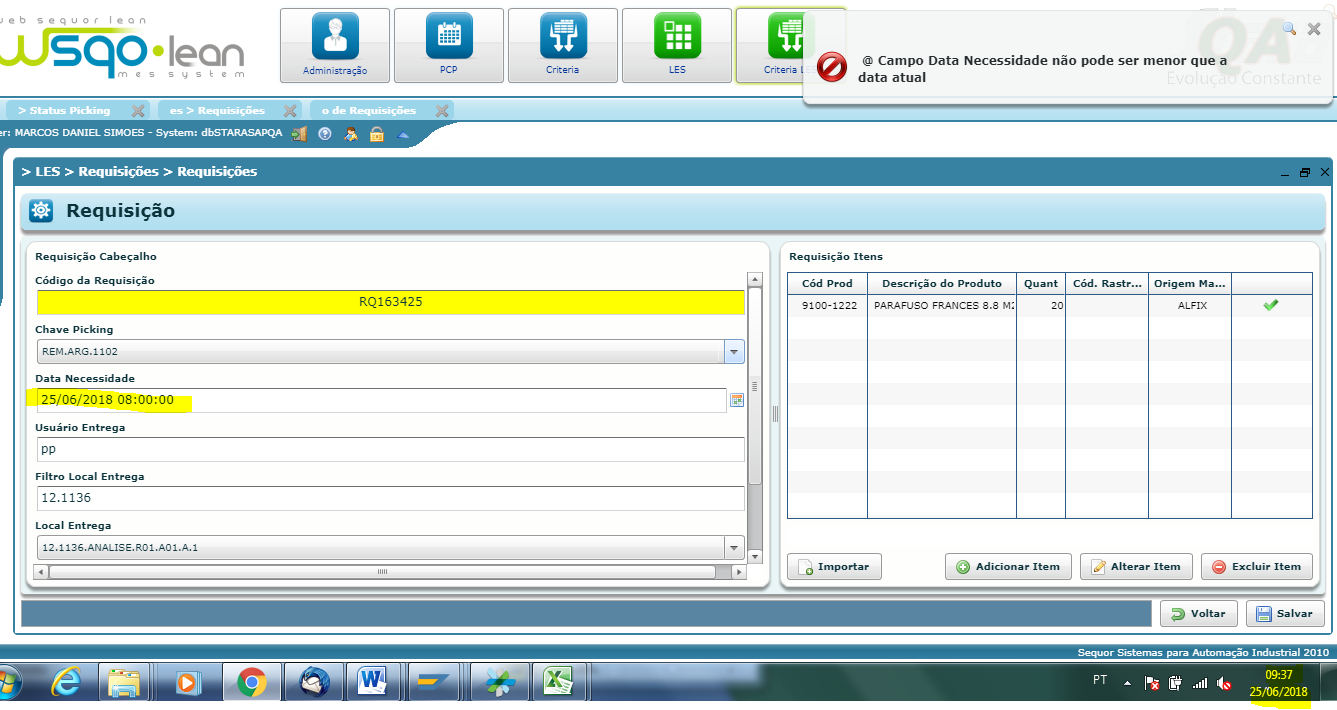 web sequor lean
wsqo•lean
mes system
Administração
PCP
Criteria
LES
Criteria L
QA
Evolução Constante
@ Campo Data Necessidade não pode ser menor que a
data atual
> Status Picking
es > Requisições
o de Requisições
er: MARCOS DANIEL SIMOES - System: dbSTARASAPQA
> LES > Requisições > Requisições
Requisição
Requisição Cabeçalho
Código da Requisição
RQ163425
Chave Picking
REM.ARG.1102
Data Necessidade
25/06/2018 08:00:00
Usuário Entrega
pp
Filtro Local Entrega
12.1136
Local Entrega
12.1136.ANALISE.R01.A01.A.1
Requisição Itens
Cód Prod Descrição do Produto Quant Cód. Rastr... Origem Ma...
9100-1222 PARAFUSO FRANCES 8.8 M2 20 ALFIX
Importar Adicionar Item Alterar Item Excluir Item
Voltar Salvar
Sequor Sistemas para Automação Industrial 2010
PT
09:37
25/06/2018